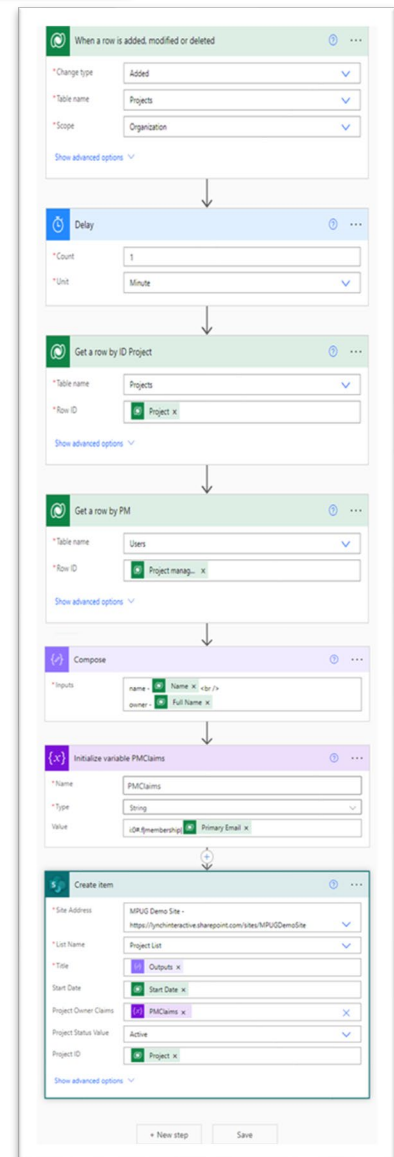 When a row is added, modified or deleted
*Change type Added
*Table name Projects
*Scope Organization
Show advanced options
Delay
*Count 1
*Unit Minute
Get a row by ID Project
*Table name Projects
*Row ID Project x
Show advanced options
Get a row by PM
*Table name Users
*Row ID Project manag... x
Show advanced options
Compose
*Inputs name - Name x <br />
owner - Full Name x
Initialize variable PMClaims
*Name PMClaims
*Type String
Value i:0#.f|membership| Primary Email x
Create item
*Site Address MPUG Demo Site -
https://lynchinteractive.sharepoint.com/sites/MPUGDemoSite
*List Name Project List
*Title Outputs x
Start Date Start Date x
Project Owner Claims PMClaims x
Project Status Value Active
Project ID Project x
Show advanced options
+ New step Save